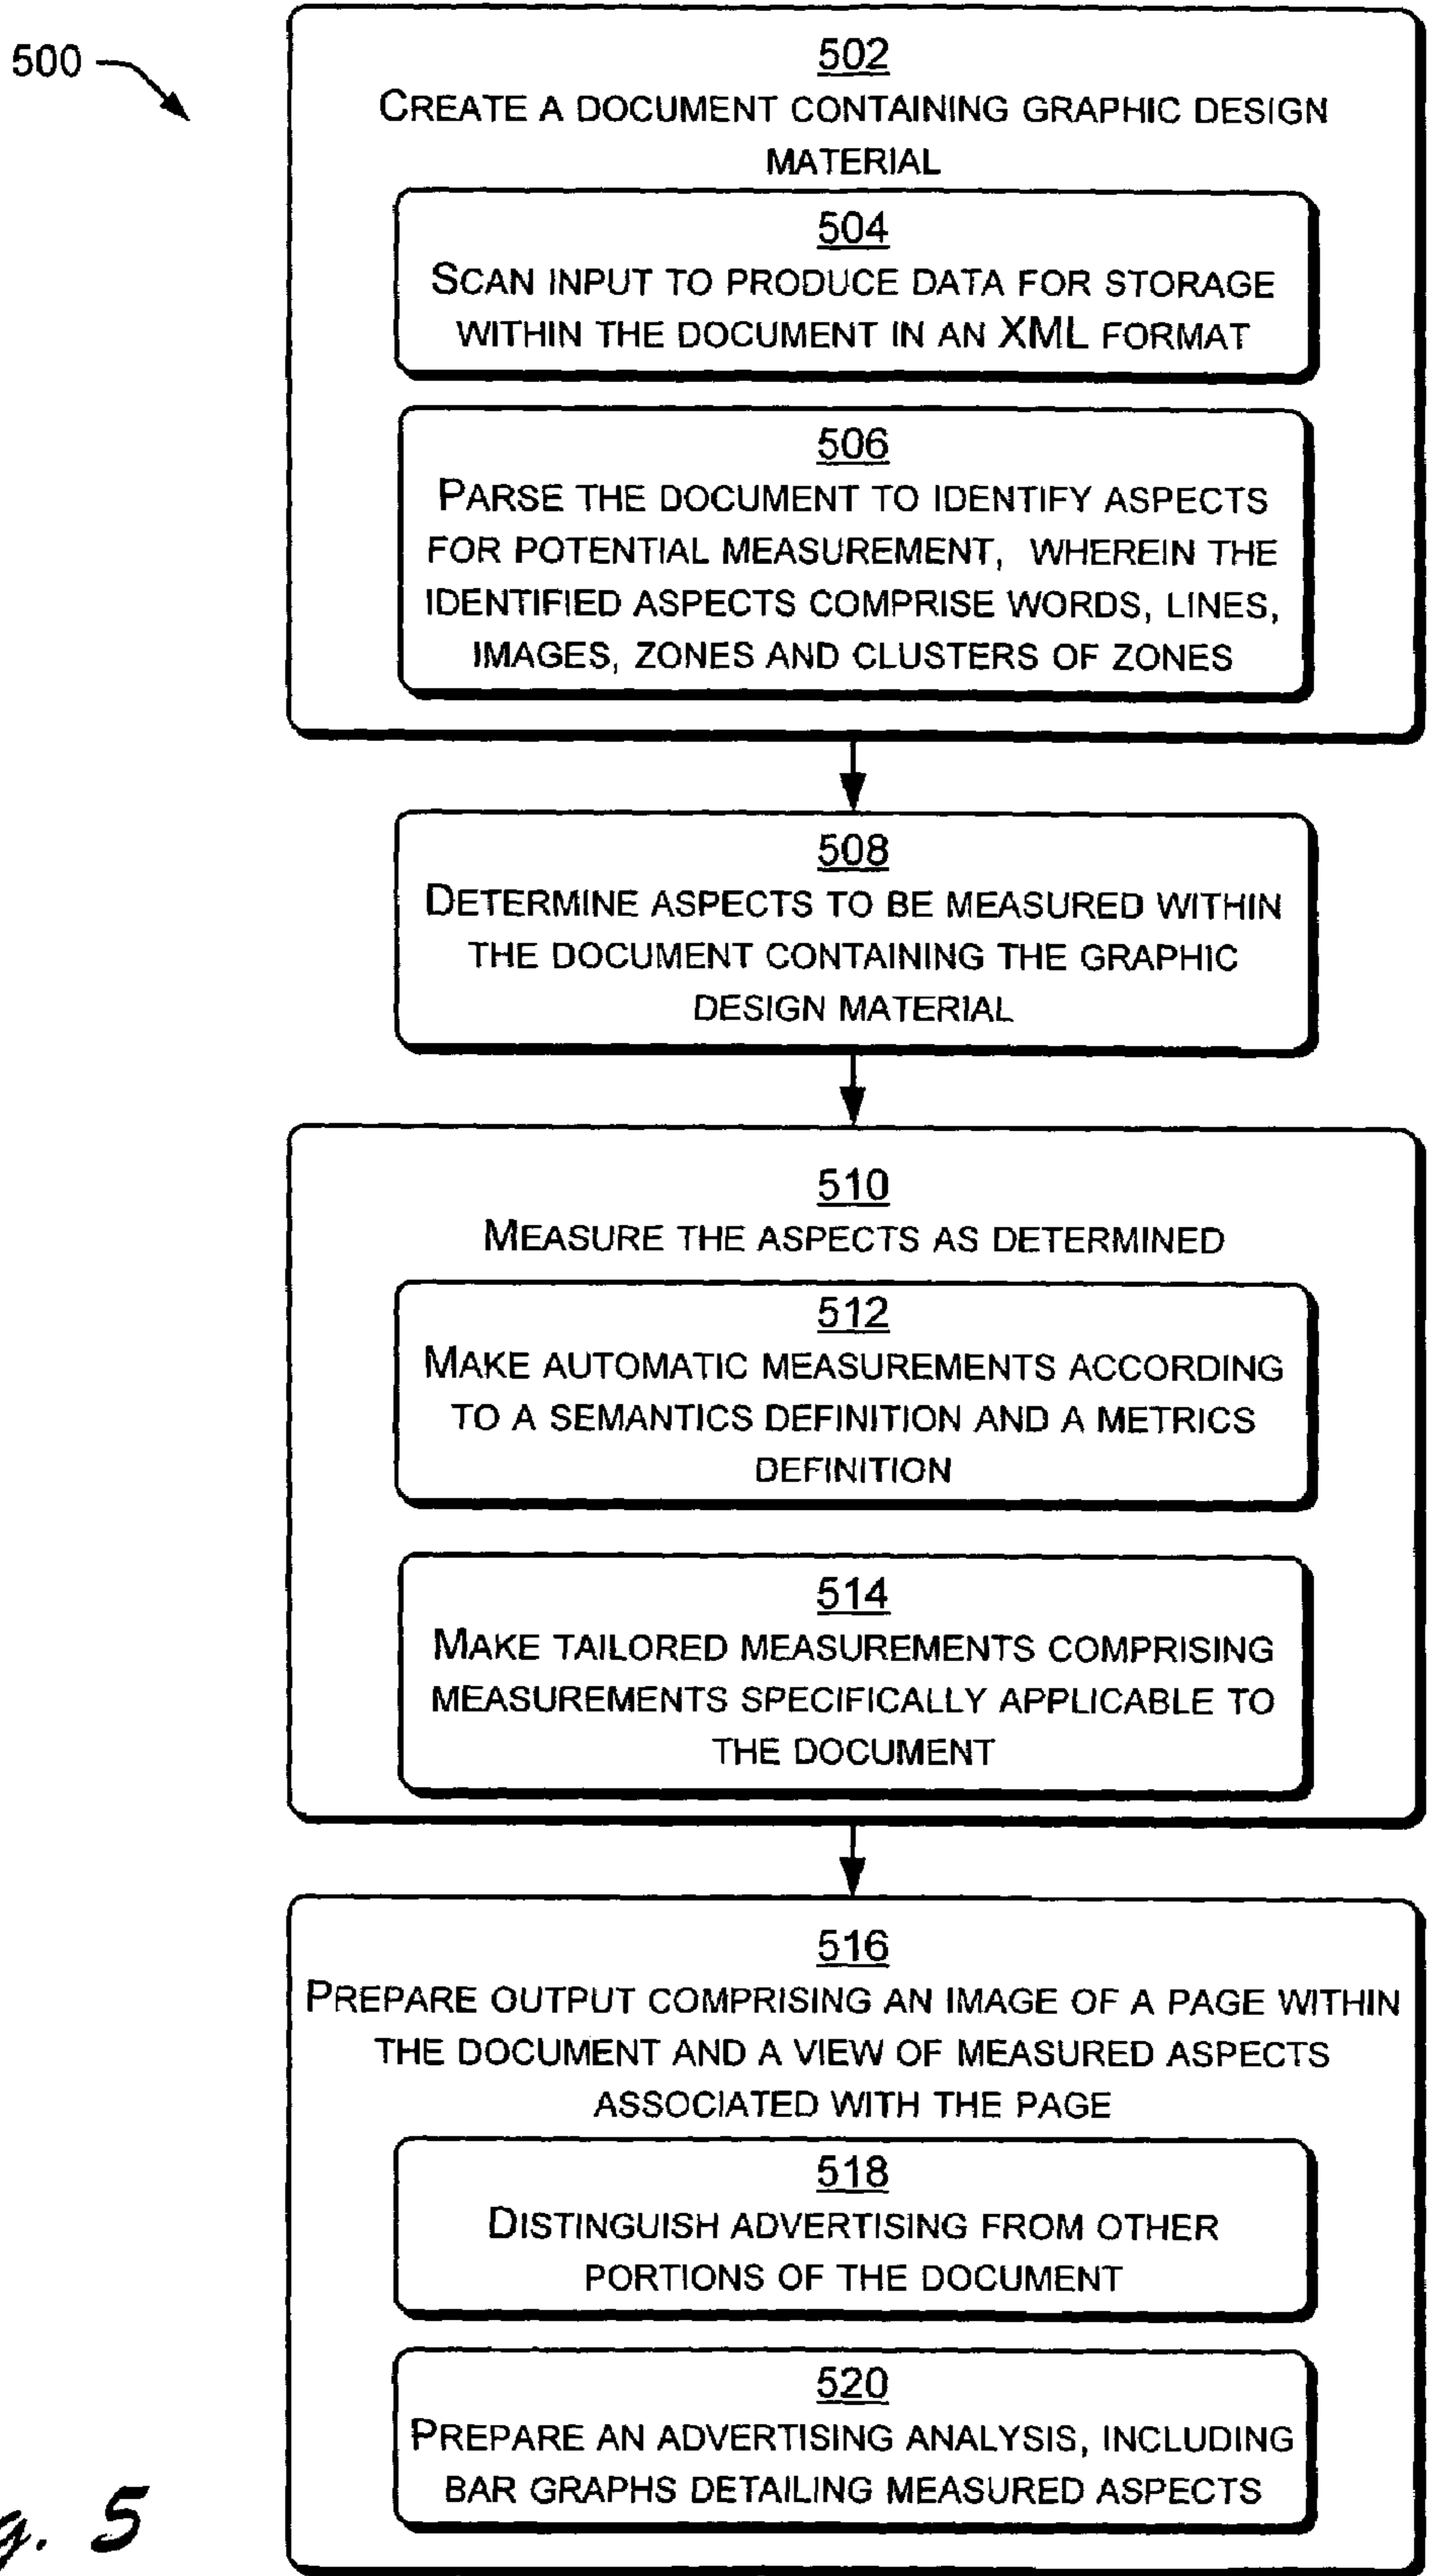 500
502
CREATE A DOCUMENT CONTAINING GRAPHIC DESIGN
MATERIAL
504
SCAN INPUT TO PRODUCE DATA FOR STORAGE
WITHIN THE DOCUMENT IN AN XML FORMAT
506
PARSE THE DOCUMENT TO IDENTIFY ASPECTS
FOR POTENTIAL MEASUREMENT, WHEREIN THE
IDENTIFIED ASPECTS COMPRISE WORDS, LINES,
IMAGES, ZONES AND CLUSTERS OF ZONES
508
DETERMINE ASPECTS TO BE MEASURED WITHIN
THE DOCUMENT CONTAINING THE GRAPHIC
DESIGN MATERIAL
510
MEASURE THE ASPECTS AS DETERMINED
512
MAKE AUTOMATIC MEASUREMENTS ACCORDING
TO A SEMANTICS DEFINITION AND A METRICS
DEFINITION
514
MAKE TAILORED MEASUREMENTS COMPRISING
MEASUREMENTS SPECIFICALLY APPLICABLE TO
THE DOCUMENT
516
PREPARE OUTPUT COMPRISING AN IMAGE OF A PAGE WITHIN
THE DOCUMENT AND A VIEW OF MEASURED ASPECTS
ASSOCIATED WITH THE PAGE
518
DISTINGUISH ADVERTISING FROM OTHER
PORTIONS OF THE DOCUMENT
520
PREPARE AN ADVERTISING ANALYSIS, INCLUDING
BAR GRAPHS DETAILING MEASURED ASPECTS
5